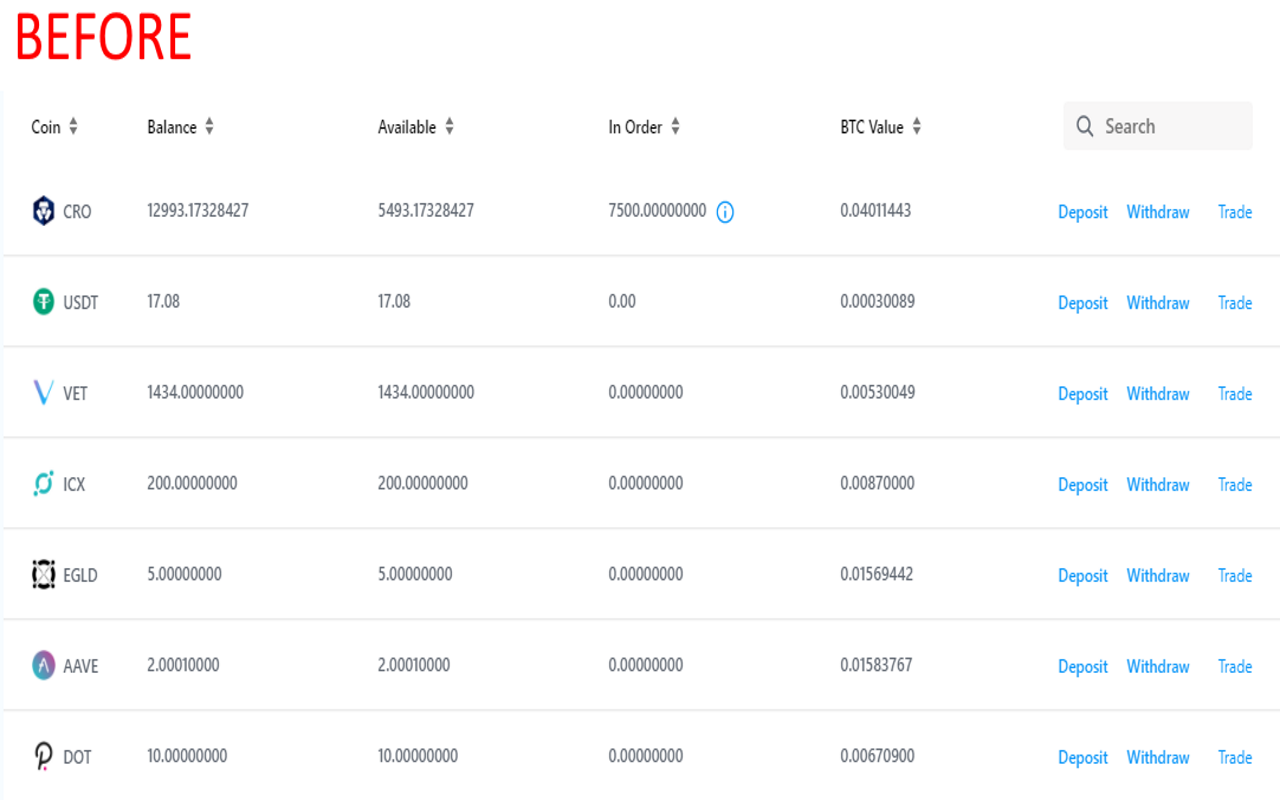 BEFORE
Coin Balance Available In Order BTC Value Search
CRO 12993.17328427 5493.17328427 7500.00000000 0.04011443 Deposit Withdraw Trade
USDT 17.08 17.08 0.00 0.00030089 Deposit Withdraw Trade
VET 1434.00000000 1434.00000000 0.00000000 0.00530049 Deposit Withdraw Trade
ICX 200.00000000 200.00000000 0.00000000 0.00870000 Deposit Withdraw Trade
EGLD 5.00000000 5.00000000 0.00000000 0.01569442 Deposit Withdraw Trade
AAVE 2.00010000 2.00010000 0.00000000 0.01583767 Deposit Withdraw Trade
DOT 10.00000000 10.00000000 0.00000000 0.00670900 Deposit Withdraw Trade